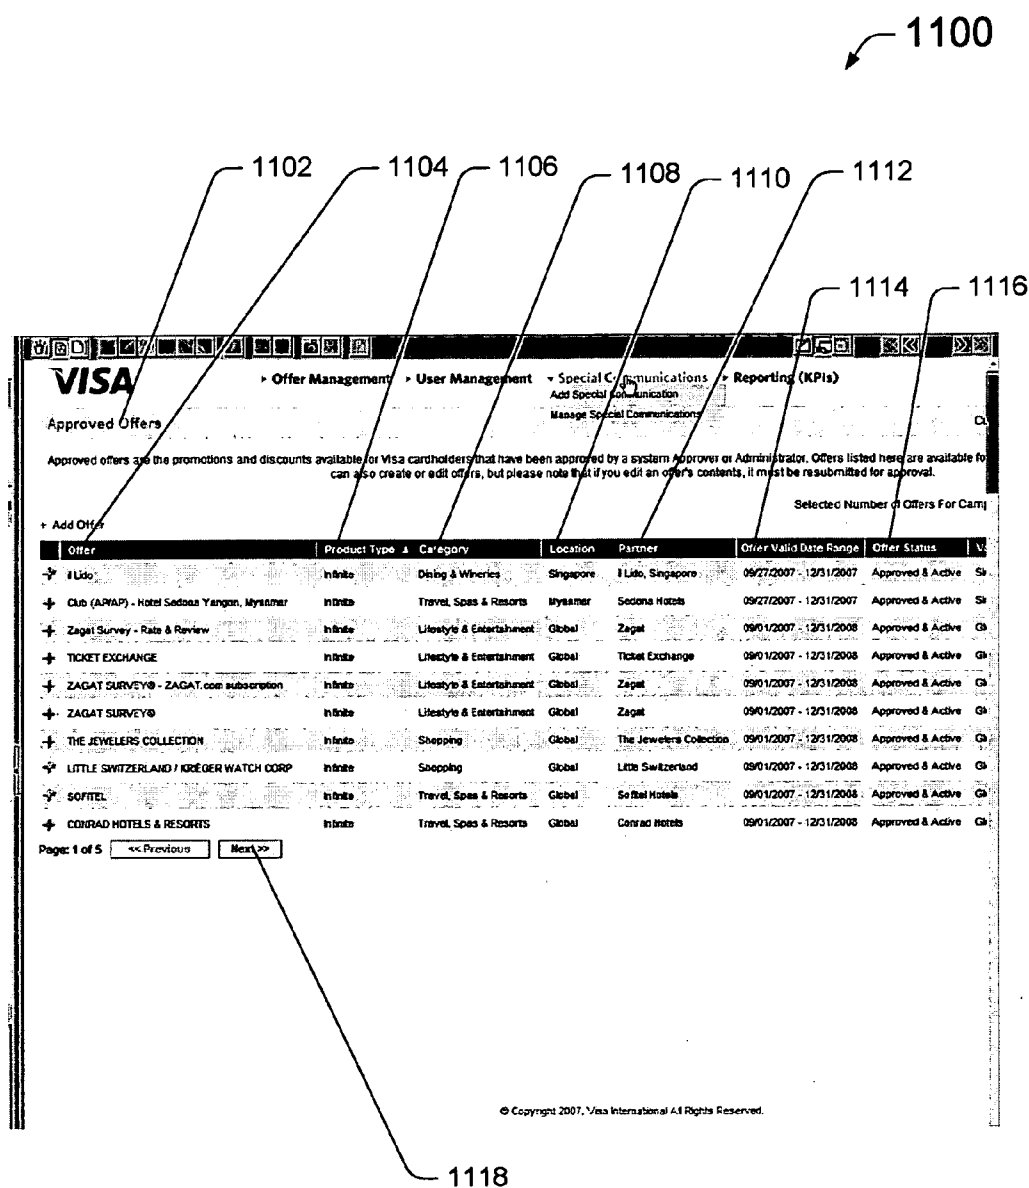 1100
1102 1104 1106 1108 1110 1112
1114 1116
VISA
Offer Management User Management Special Communications Reporting (KPIs)
Add Special Communication
Manage Special Communications
Approved Offers
Approved offers are the promotions and discounts available for Visa cardholders that have been approved by a system Approver or Administrator. Offers listed here are available fo
can also create or edit offers, but please note that if you edit an offer's contents, it must be resubmitted for approval.
Selected Number of Offers For Camp
+ Add Offer
Offer Product Type ▲ Category Location Partner Offer Valid Date Range Offer Status
il Lido Infinite Dining & Wineries Singapore Il Lido, Singapore 09/27/2007 - 12/31/2007 Approved & Active
Club (AP/AP) - Hotel Sedona Yangon, Myanmar Infinite Travel, Spas & Resorts Myanmar Sedona Hotels 09/27/2007 - 12/31/2007 Approved & Active
Zagat Survey - Rate & Review Infinite Lifestyle & Entertainment Global Zagat 09/01/2007 - 12/31/2008 Approved & Active
TICKET EXCHANGE Infinite Lifestyle & Entertainment Global Ticket Exchange 09/01/2007 - 12/31/2008 Approved & Active
ZAGAT SURVEY® - ZAGAT.com subscription Infinite Lifestyle & Entertainment Global Zagat 09/01/2007 - 12/31/2008 Approved & Active
ZAGAT SURVEY® Infinite Lifestyle & Entertainment Global Zagat 09/01/2007 - 12/31/2008 Approved & Active
THE JEWELERS COLLECTION Infinite Shopping Global The Jewelers Collection 09/01/2007 - 12/31/2008 Approved & Active
LITTLE SWITZERLAND / KRIEGER WATCH CORP Infinite Shopping Global Little Switzerland 09/01/2007 - 12/31/2008 Approved & Active
SOFITEL Infinite Travel, Spas & Resorts Global Sofitel Hotels 09/01/2007 - 12/31/2008 Approved & Active
CONRAD HOTELS & RESORTS Infinite Travel, Spas & Resorts Global Conrad Hotels 09/01/2007 - 12/31/2008 Approved & Active
Page: 1 of 5 << Previous Next >>
© Copyright 2007, Visa International All Rights Reserved.
1118